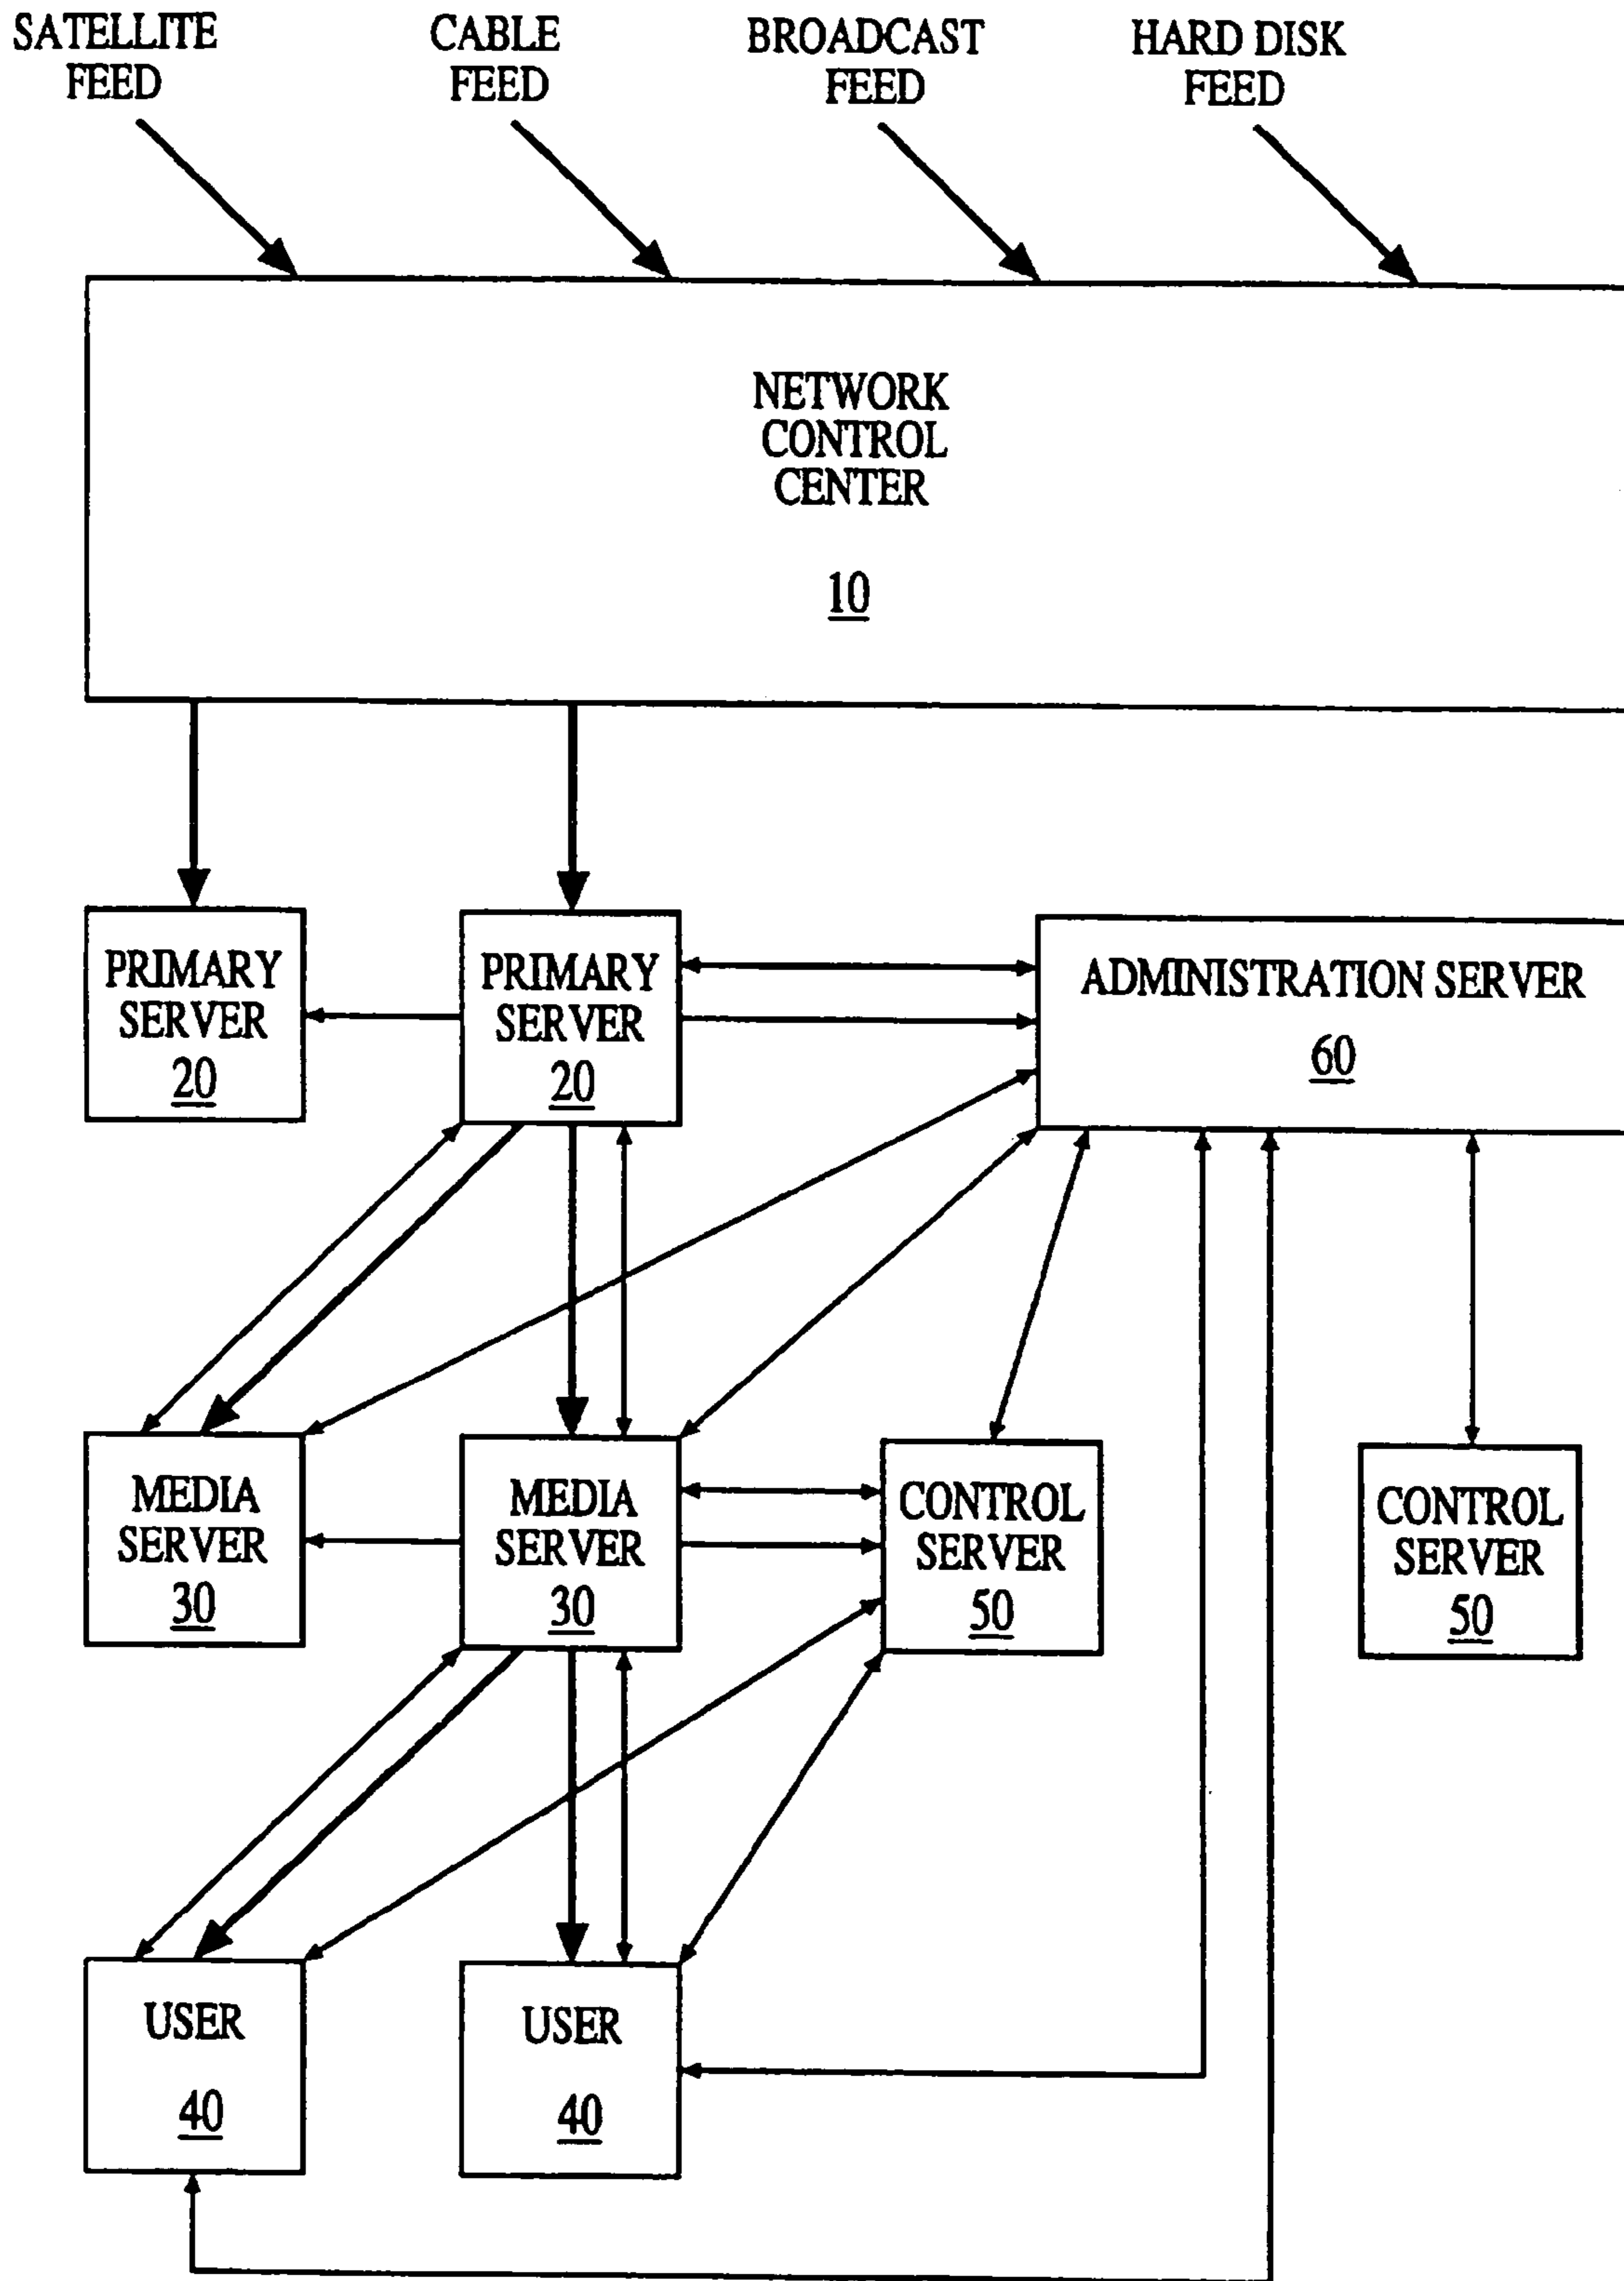 SATELLITE
FEED
CABLE
FEED
BROADCAST
FEED
HARD DISK
FEED
NETWORK
CONTROL
CENTER
10
PRIMARY
SERVER
20
PRIMARY
SERVER
20
ADMINISTRATION SERVER
60
MEDIA
SERVER
30
MEDIA
SERVER
30
CONTROL
SERVER
50
CONTROL
SERVER
50
USER
40
USER
40